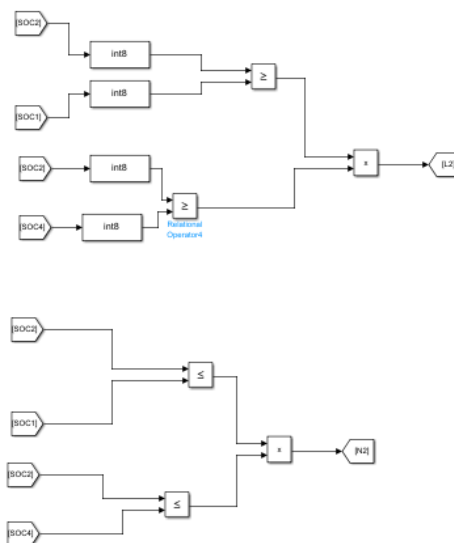 [SOC2]
int8
≥
int8
[SOC1]
x
[L2]
[SOC2]
int8
≥
[SOC4]
int8
Relational
Operator4
[SOC2]
≤
[SOC1]
x
[N2]
[SOC2]
≤
[SOC4]